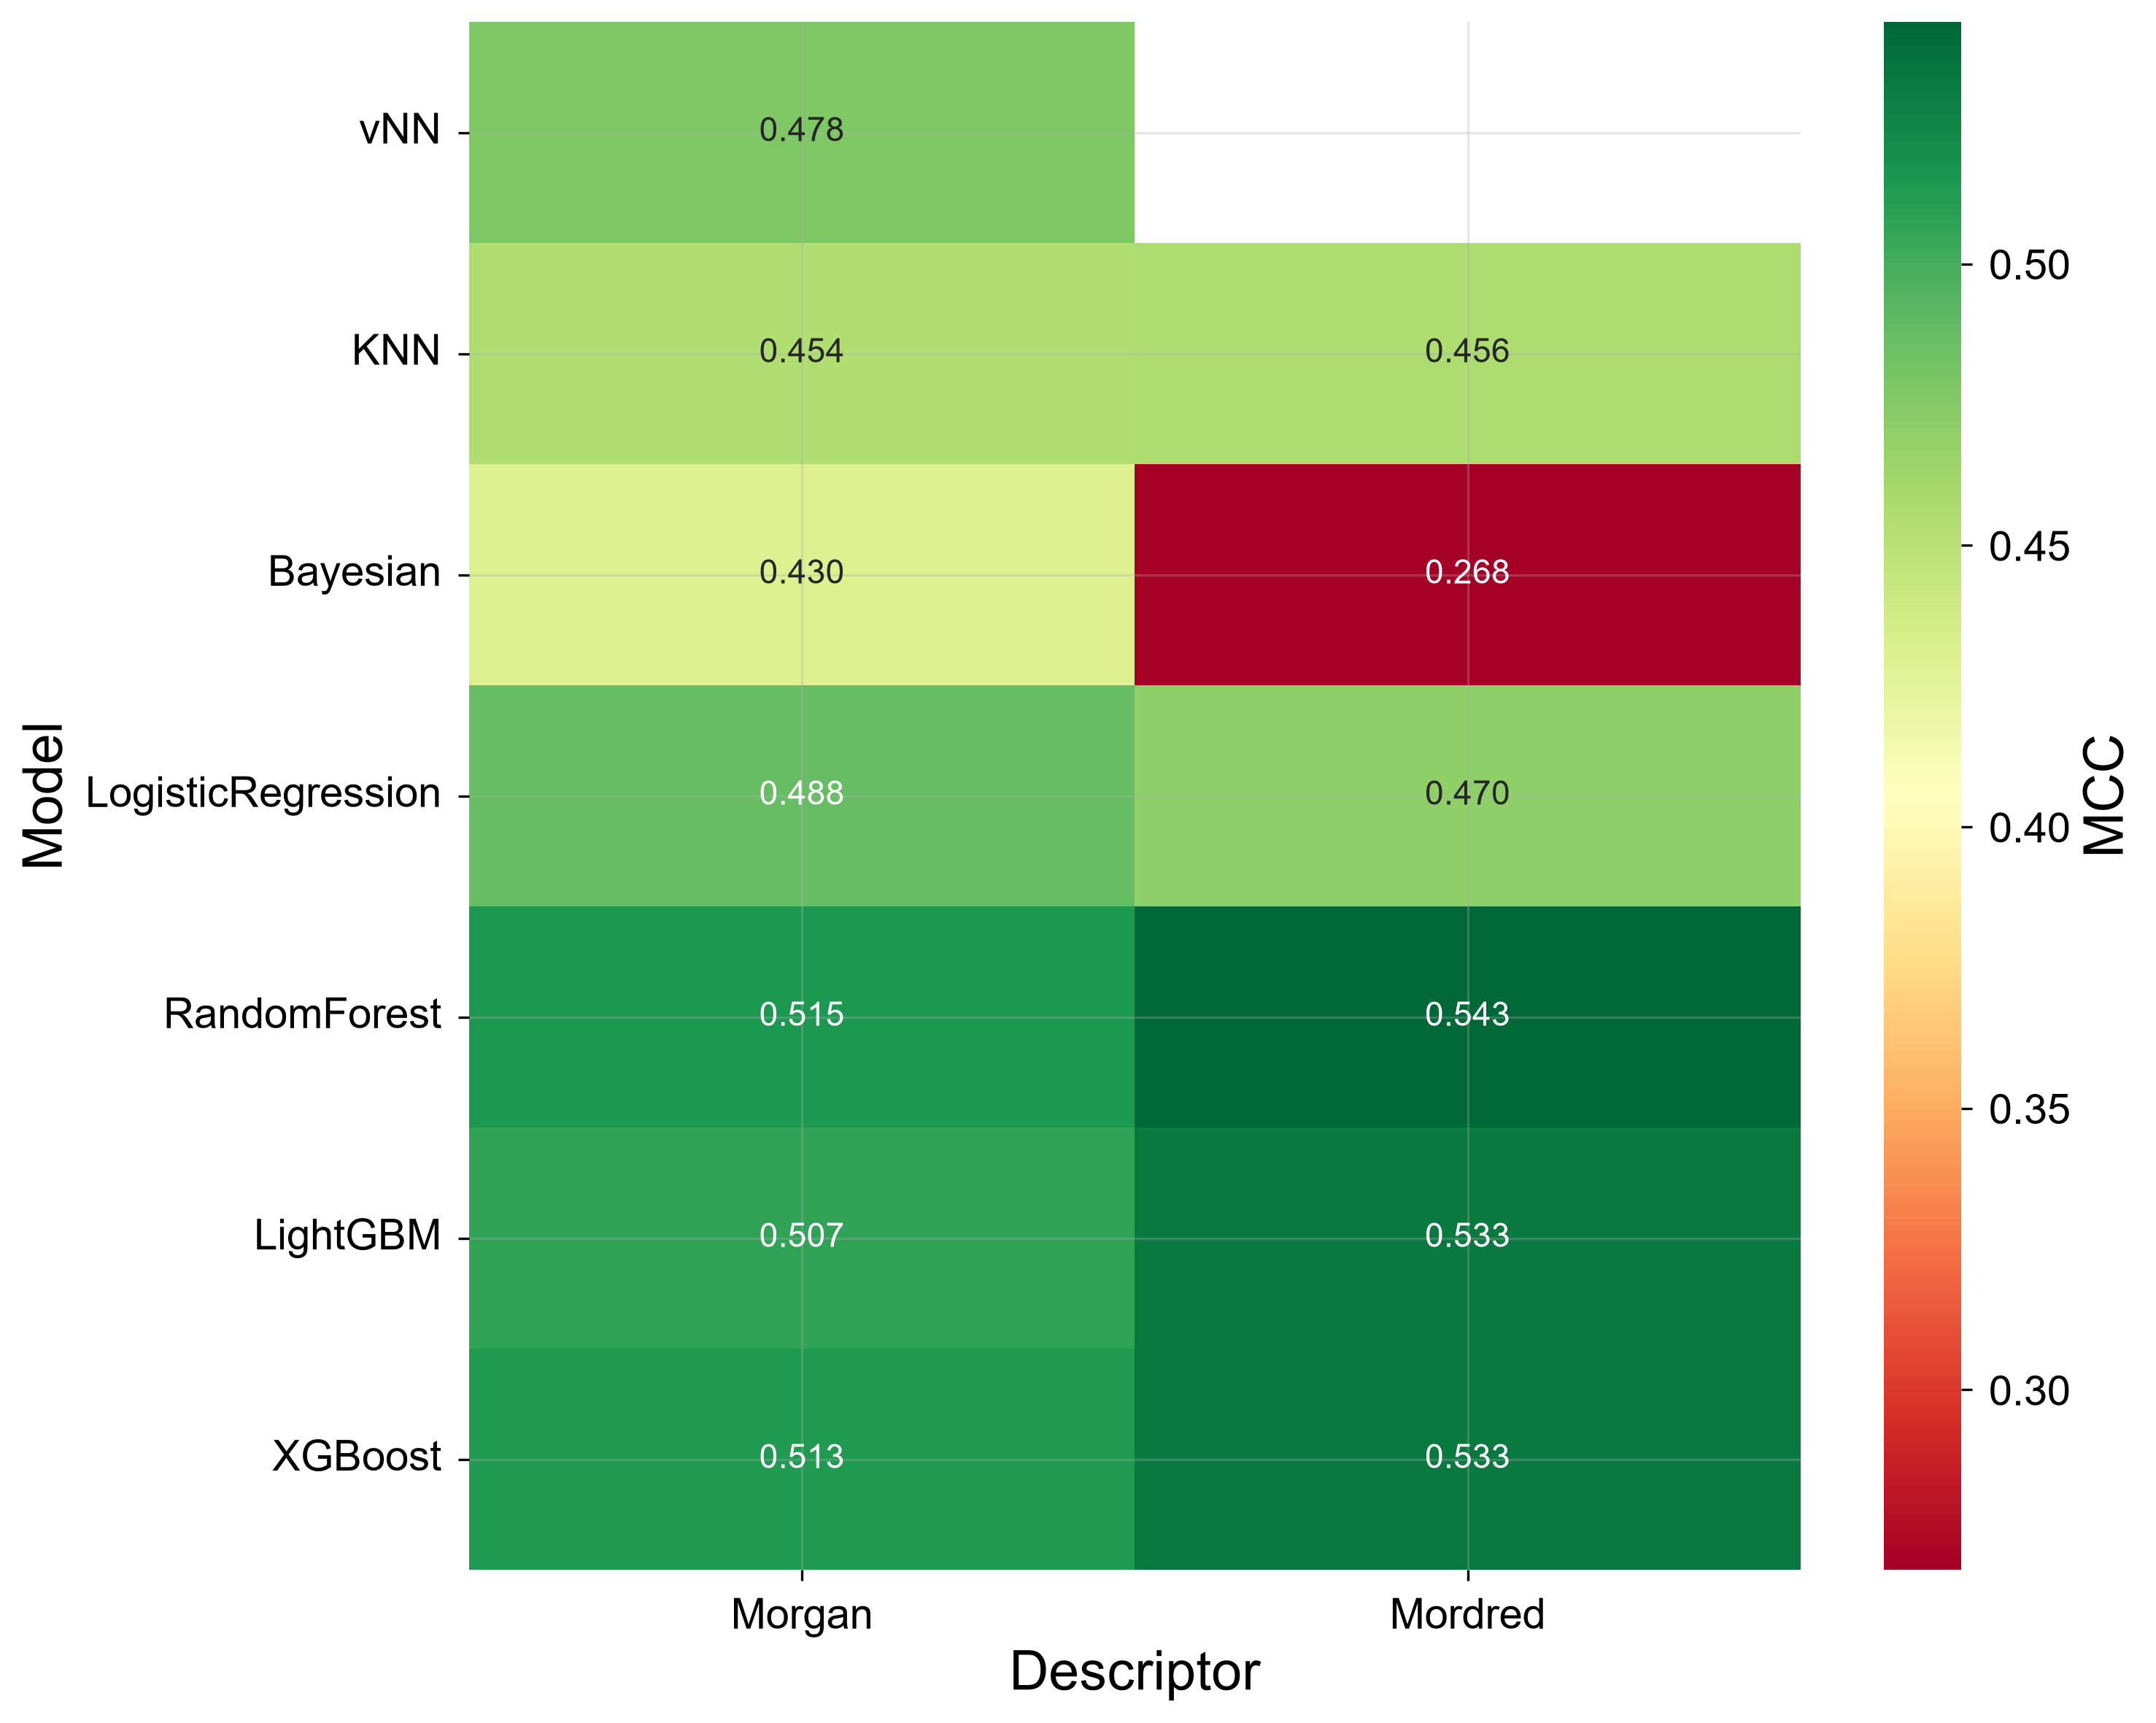 Model
vNN 0.478
KNN 0.454 0.456
Bayesian 0.430 0.268
LogisticRegression 0.488 0.470
RandomForest 0.515 0.543
LightGBM 0.507 0.533
XGBoost 0.513 0.533
Morgan Mordred
Descriptor
0.50
0.45
0.40
0.35
0.30
MCC